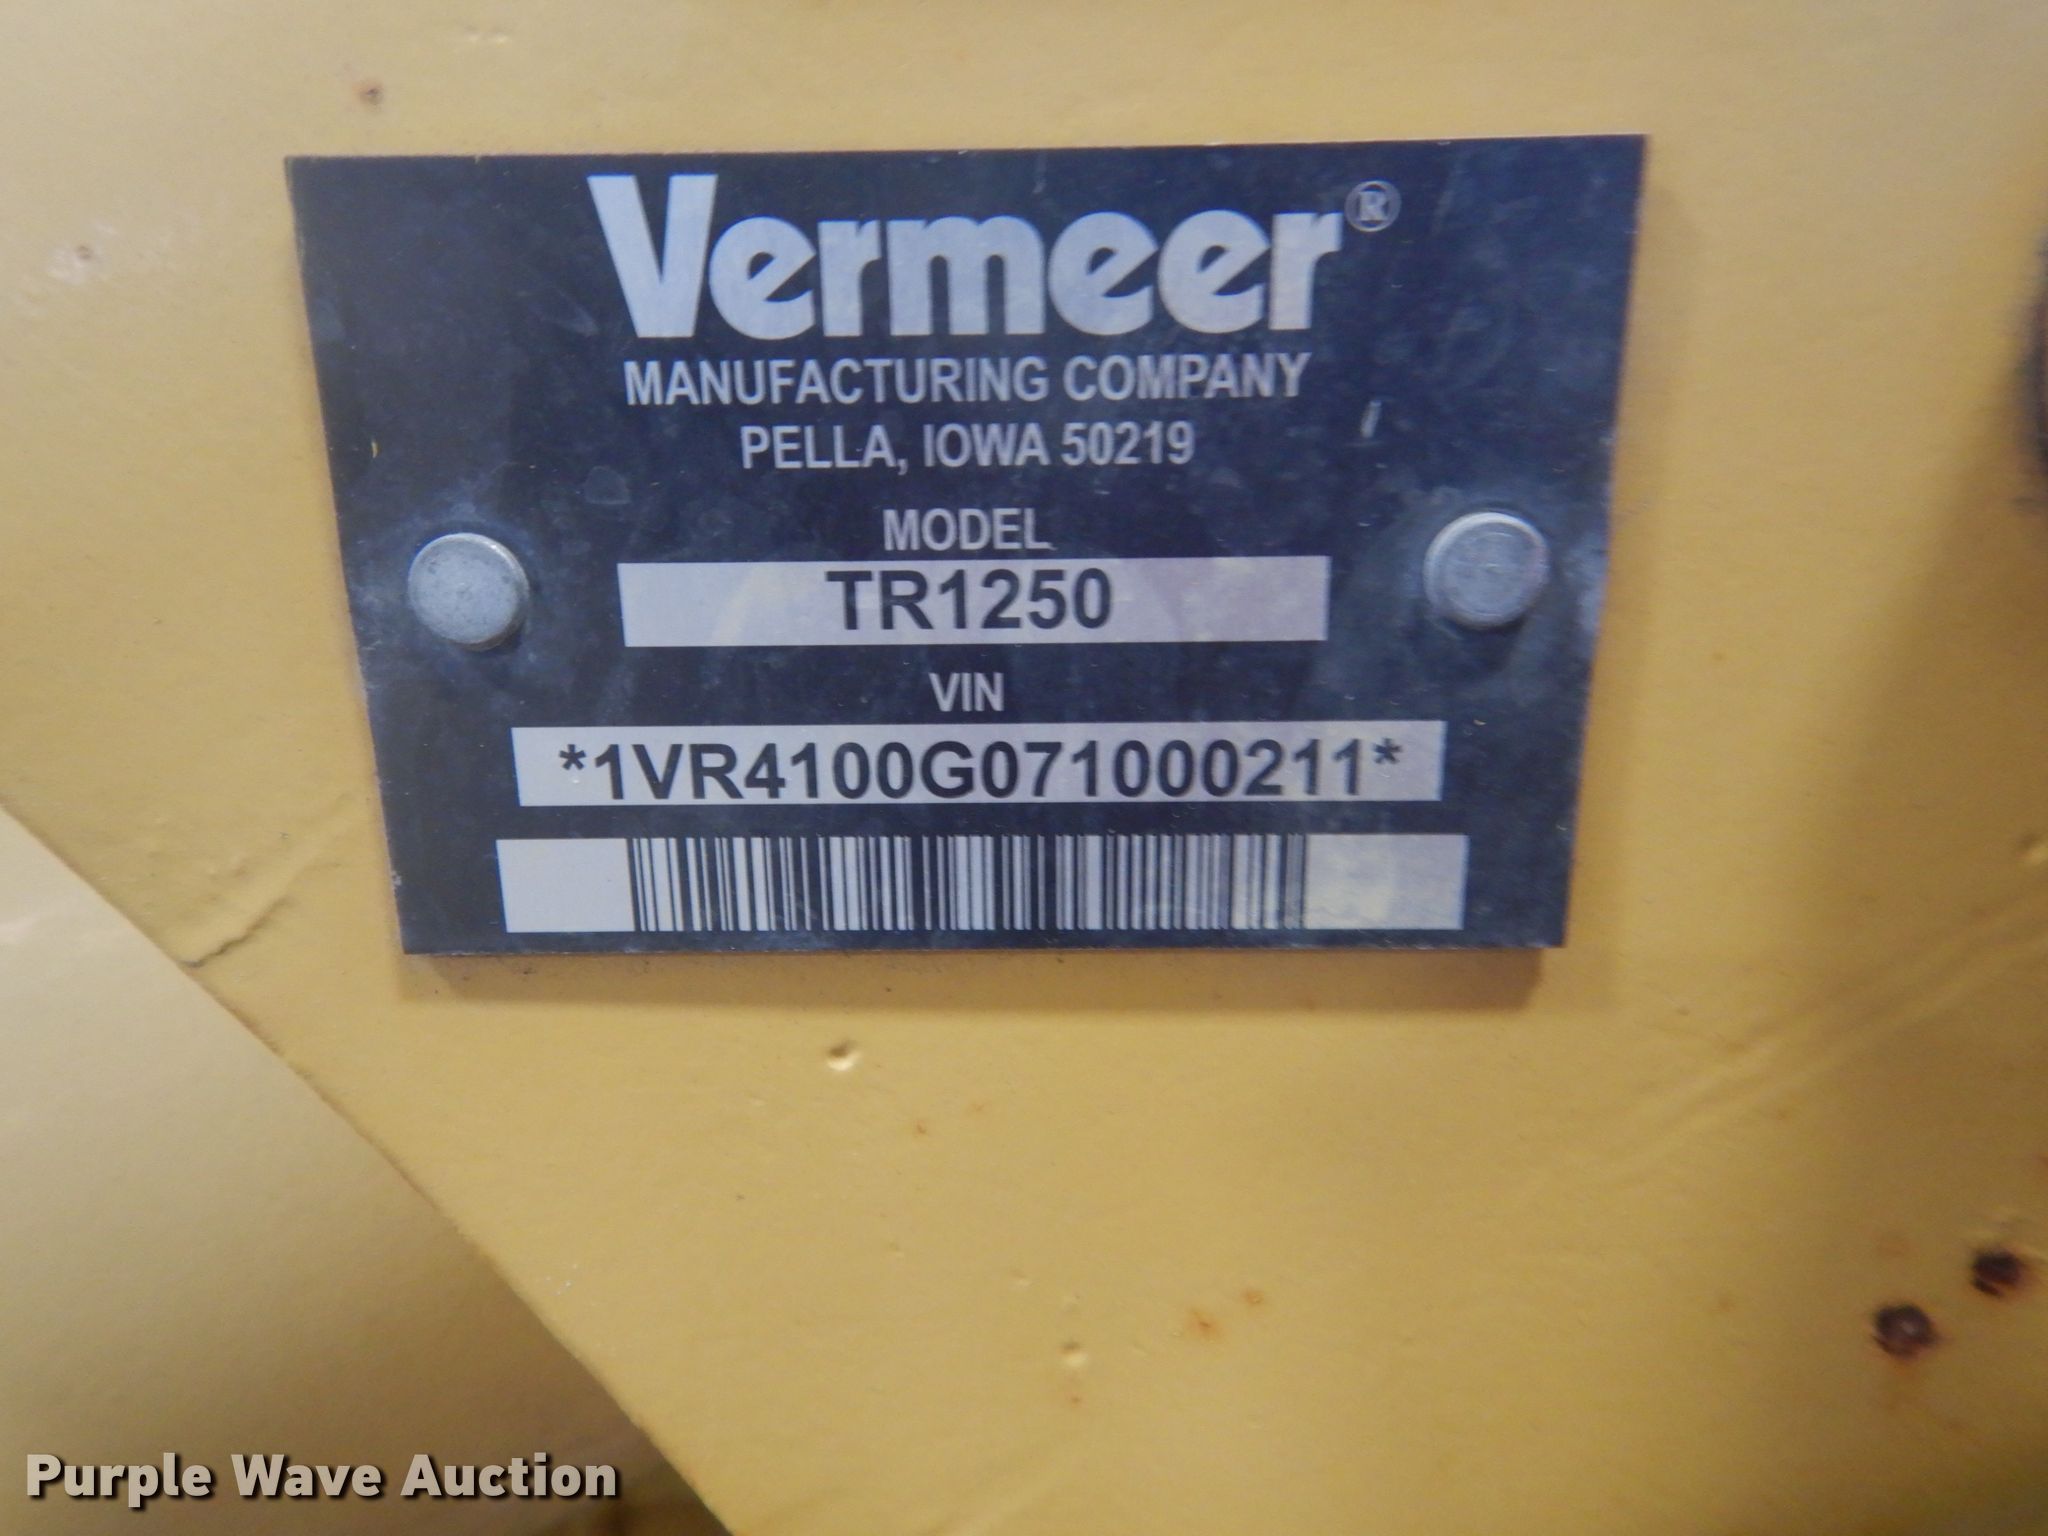 Vermeer®
MANUFACTURING COMPANY
PELLA, IOWA 50219
MODEL
TR1250
VIN
*1VR4100G071000211*
Purple Wave Auction